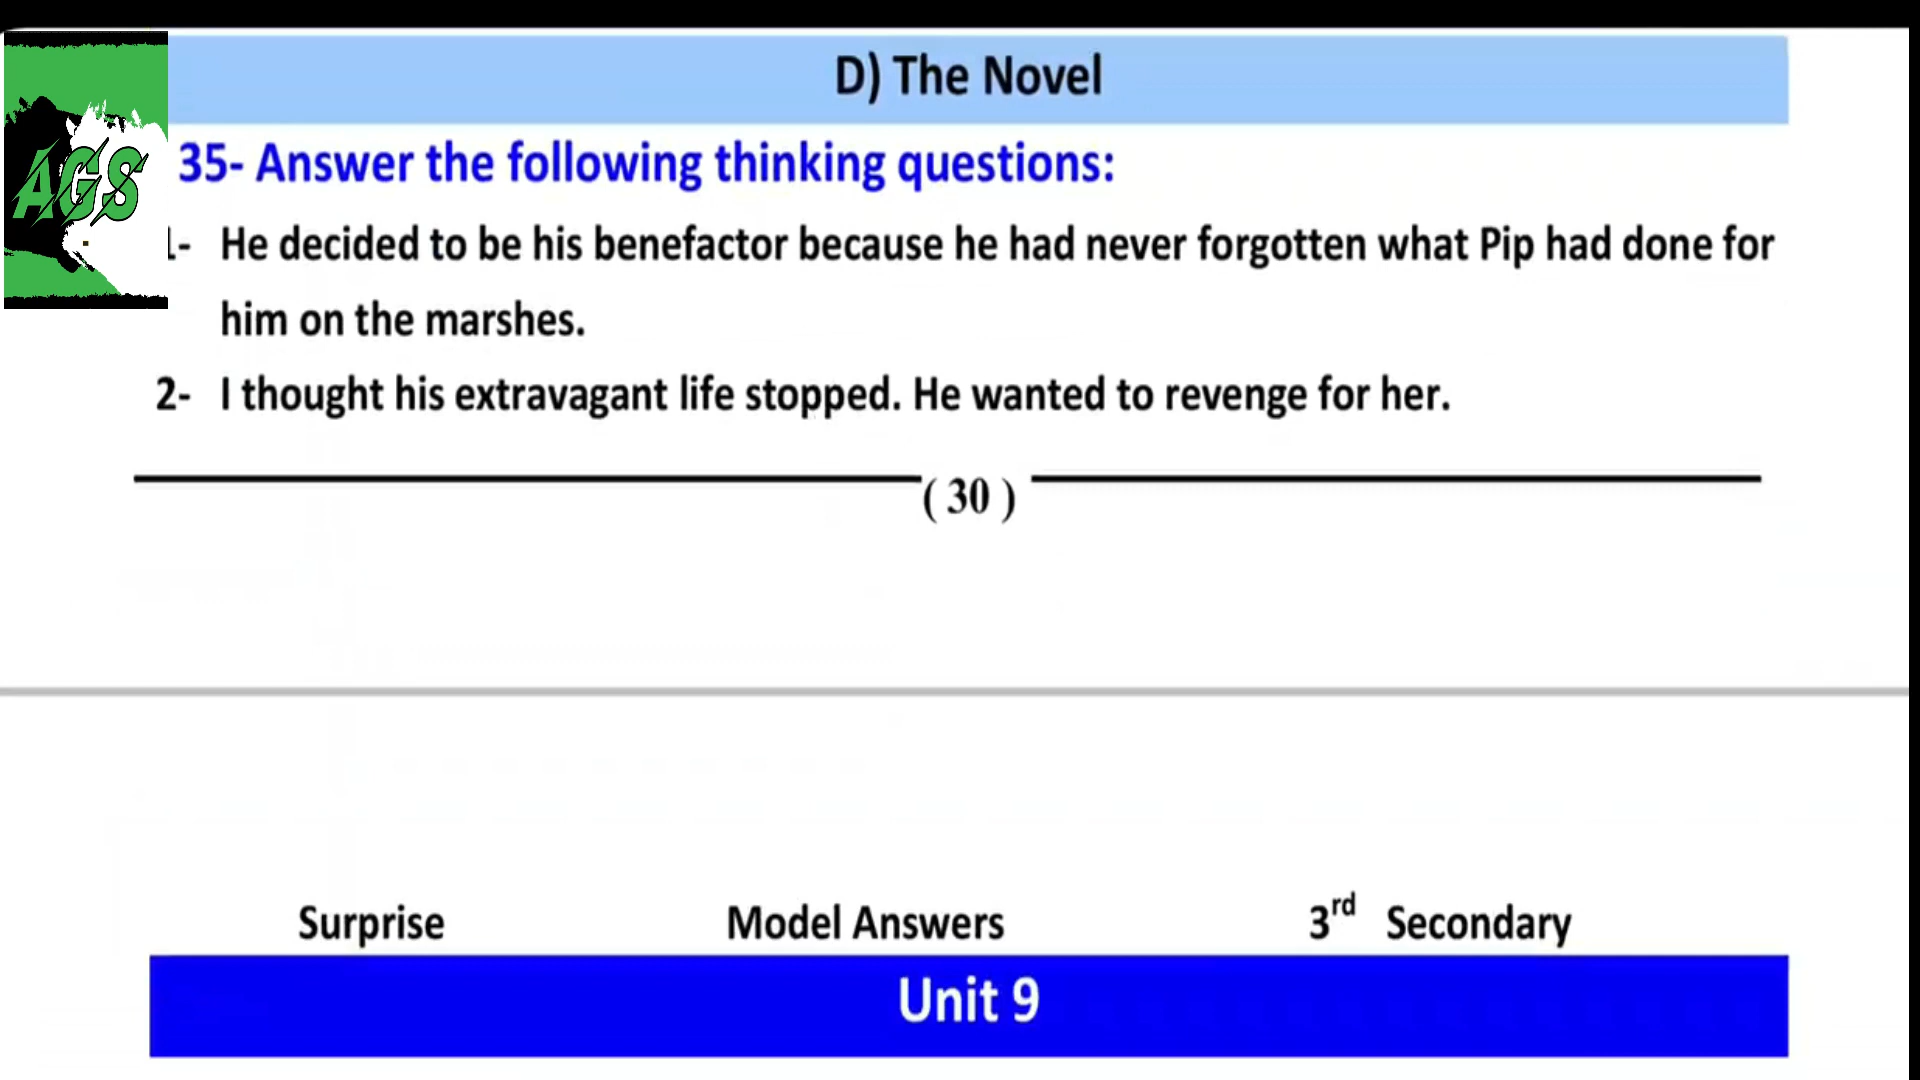 D) The Novel
AGS
35- Answer the following thinking questions:
1- He decided to be his benefactor because he had never forgotten what Pip had done for
him on the marshes.
2- I thought his extravagant life stopped. He wanted to revenge for her.
( 30 )
Surprise Model Answers 3rd Secondary
Unit 9